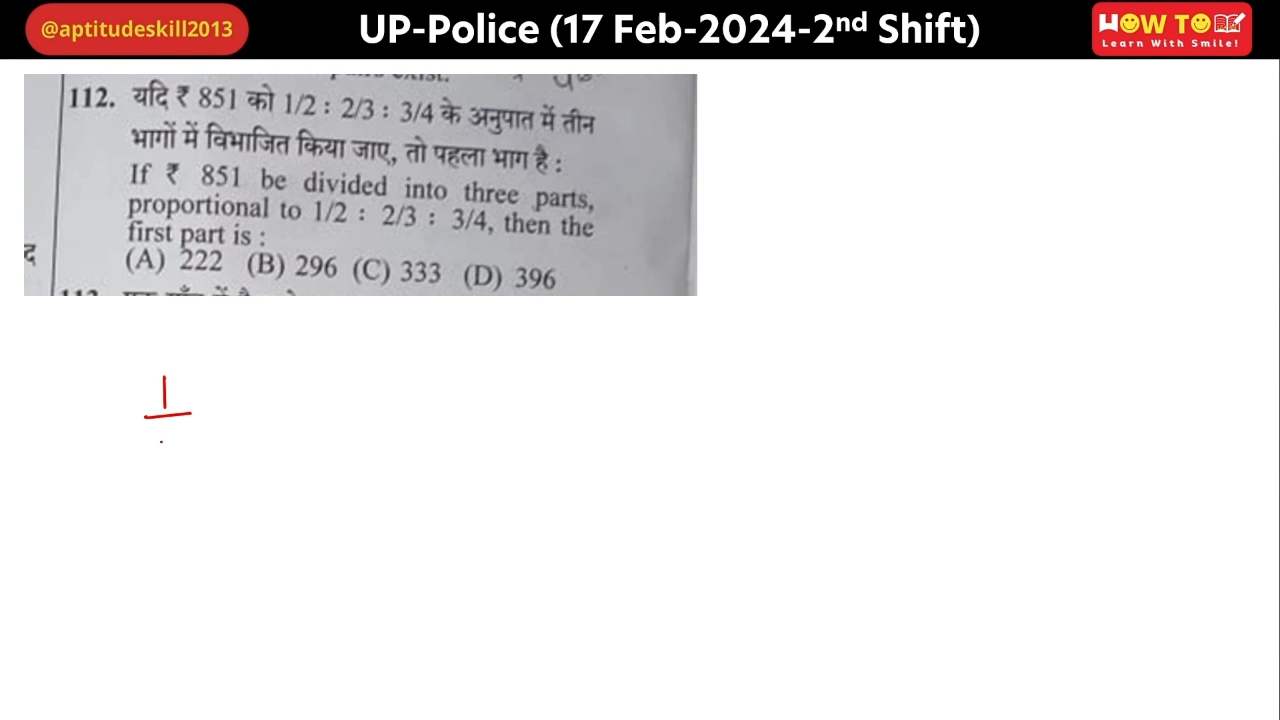 @aptitudeskill2013
UP-Police (17 Feb-2024-2nd Shift)
HOW TO
Learn With Smile!
exist.
112. यदि ₹ 851 को 1/2 : 2/3 : 3/4 के अनुपात में तीन
भागों में विभाजित किया जाए, तो पहला भाग है :
If ₹ 851 be divided into three parts,
proportional to 1/2 : 2/3 : 3/4, then the
first part is :
(A) 222 (B) 296 (C) 333 (D) 396
द
1